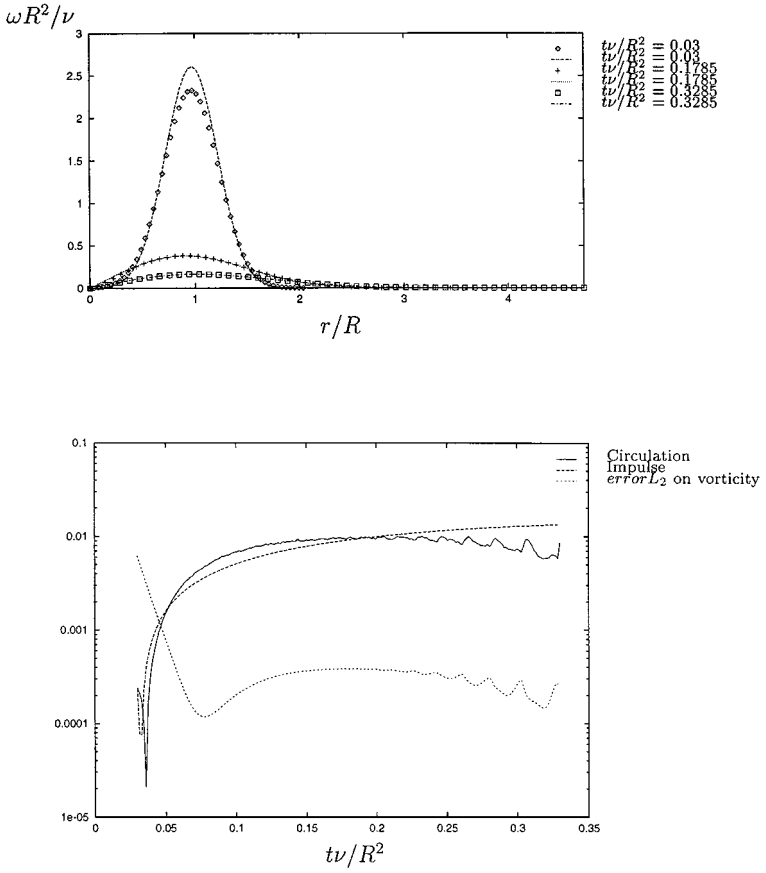 ωR²/ν
3
2.5
2
1.5
1
0.5
0
0 1 2 3 4
r/R
tν/R² = 0.03
tν/R² = 0.03
tν/R² = 0.1785
tν/R² = 0.1785
tν/R² = 0.3285
tν/R² = 0.3285
0.1
0.01
0.001
0.0001
1e-05
0 0.05 0.1 0.15 0.2 0.25 0.3 0.35
tν/R²
Circulation
Impulse
errorL₂ on vorticity